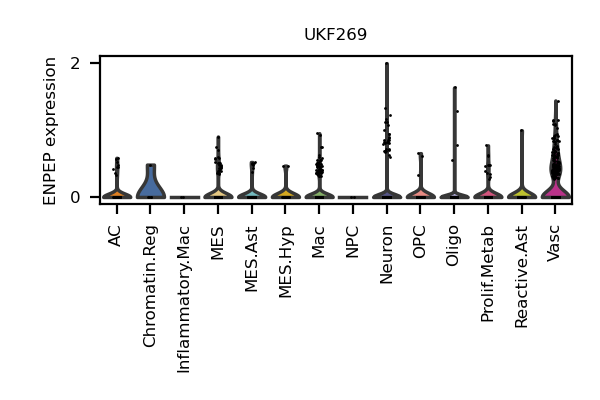 UKF269
ENPEP expression
2
0
AC
Chromatin.Reg
Inflammatory.Mac
MES
MES.Ast
MES.Hyp
Mac
NPC
Neuron
OPC
Oligo
Prolif.Metab
Reactive.Ast
Vasc